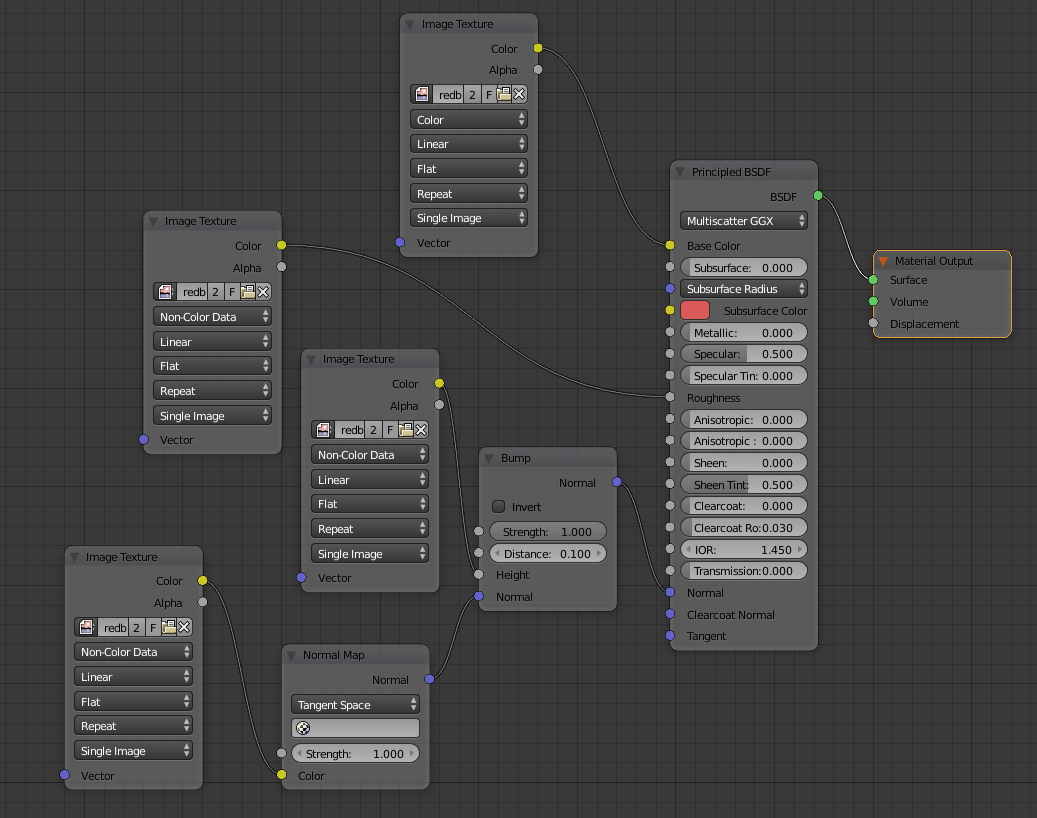 Image Texture
Color
Alpha
redb 2 F
Color
Linear
Flat
Repeat
Single Image
Vector
Image Texture
Color
Alpha
redb 2 F
Non-Color Data
Linear
Flat
Repeat
Single Image
Vector
Image Texture
Color
Alpha
redb 2 F
Non-Color Data
Linear
Flat
Repeat
Single Image
Vector
Image Texture
Color
Alpha
redb 2 F
Non-Color Data
Linear
Flat
Repeat
Single Image
Vector
Normal Map
Normal
Tangent Space
Strength: 1.000
Color
Bump
Normal
Invert
Strength: 1.000
Distance: 0.100
Height
Normal
Principled BSDF
BSDF
Multiscatter GGX
Base Color
Subsurface: 0.000
Subsurface Radius
Subsurface Color
Metallic: 0.000
Specular: 0.500
Specular Tin: 0.000
Roughness
Anisotropic: 0.000
Anisotropic : 0.000
Sheen: 0.000
Sheen Tint: 0.500
Clearcoat: 0.000
Clearcoat Ro:0.030
IOR: 1.450
Transmission:0.000
Normal
Clearcoat Normal
Tangent
Material Output
Surface
Volume
Displacement